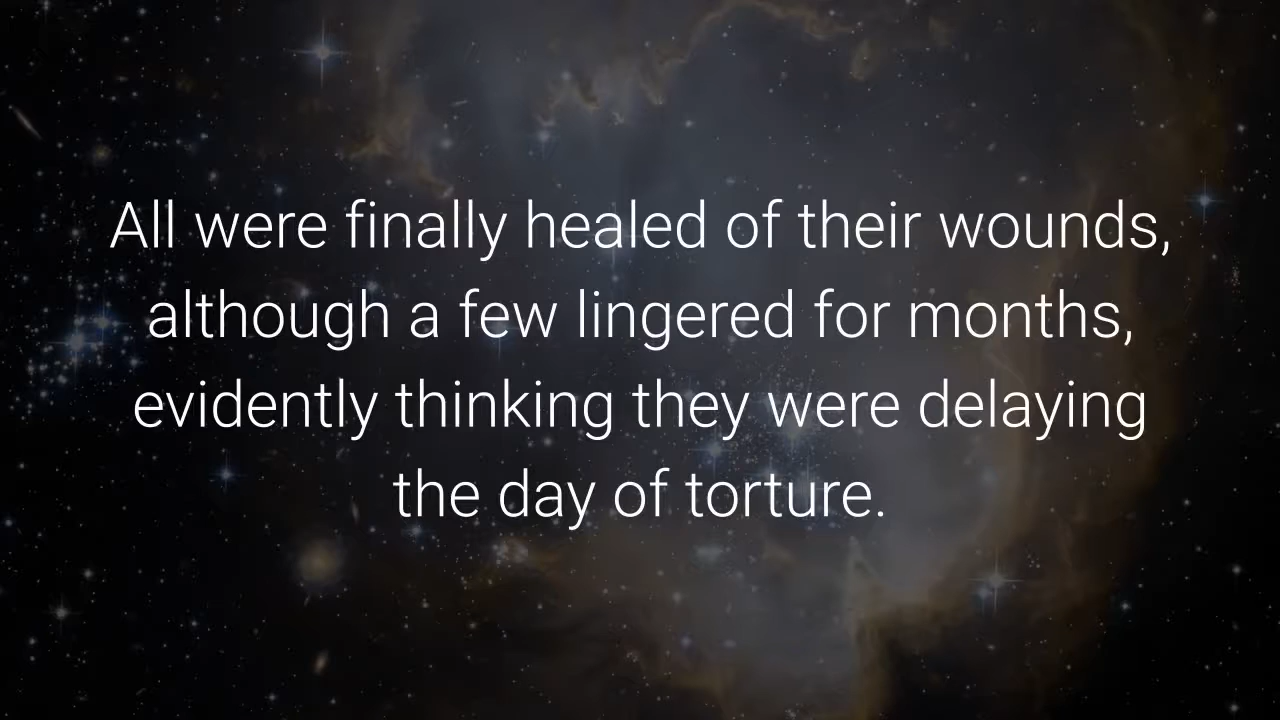 All were finally healed of their wounds,
although a few lingered for months,
evidently thinking they were delaying
the day of torture.